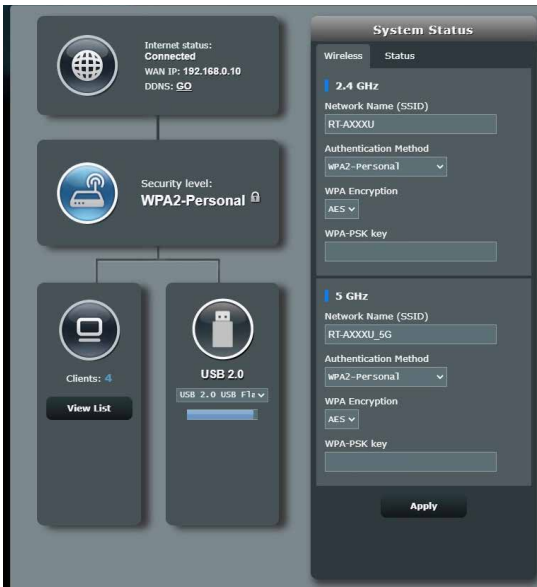 Internet status:
Connected
WAN IP: 192.168.0.10
DDNS: GO
Security level:
WPA2-Personal
Clients: 4
View List
USB 2.0
USB 2.0 USB Fla
System Status
Wireless Status
2.4 GHz
Network Name (SSID)
RT-AXXXU
Authentication Method
WPA2-Personal
WPA Encryption
AES
WPA-PSK key
5 GHz
Network Name (SSID)
RT-AXXXU_5G
Authentication Method
WPA2-Personal
WPA Encryption
AES
WPA-PSK key
Apply